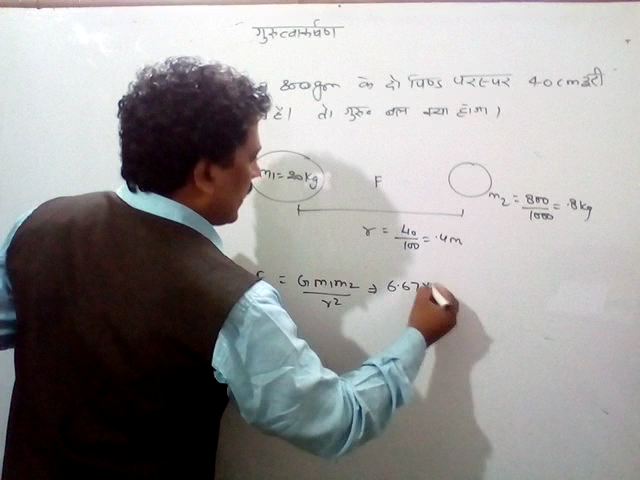 गुरुत्वाकर्षण
800gm के दो पिण्ड परस्पर 40cm दूरी
है। तो गुरु० बल क्या होगा।
m1 = 20kg
F
m2 = 800/1000 = .8kg
r = 40/100 = .4m
F = Gm1m2/r2 ⇒ 6.67x